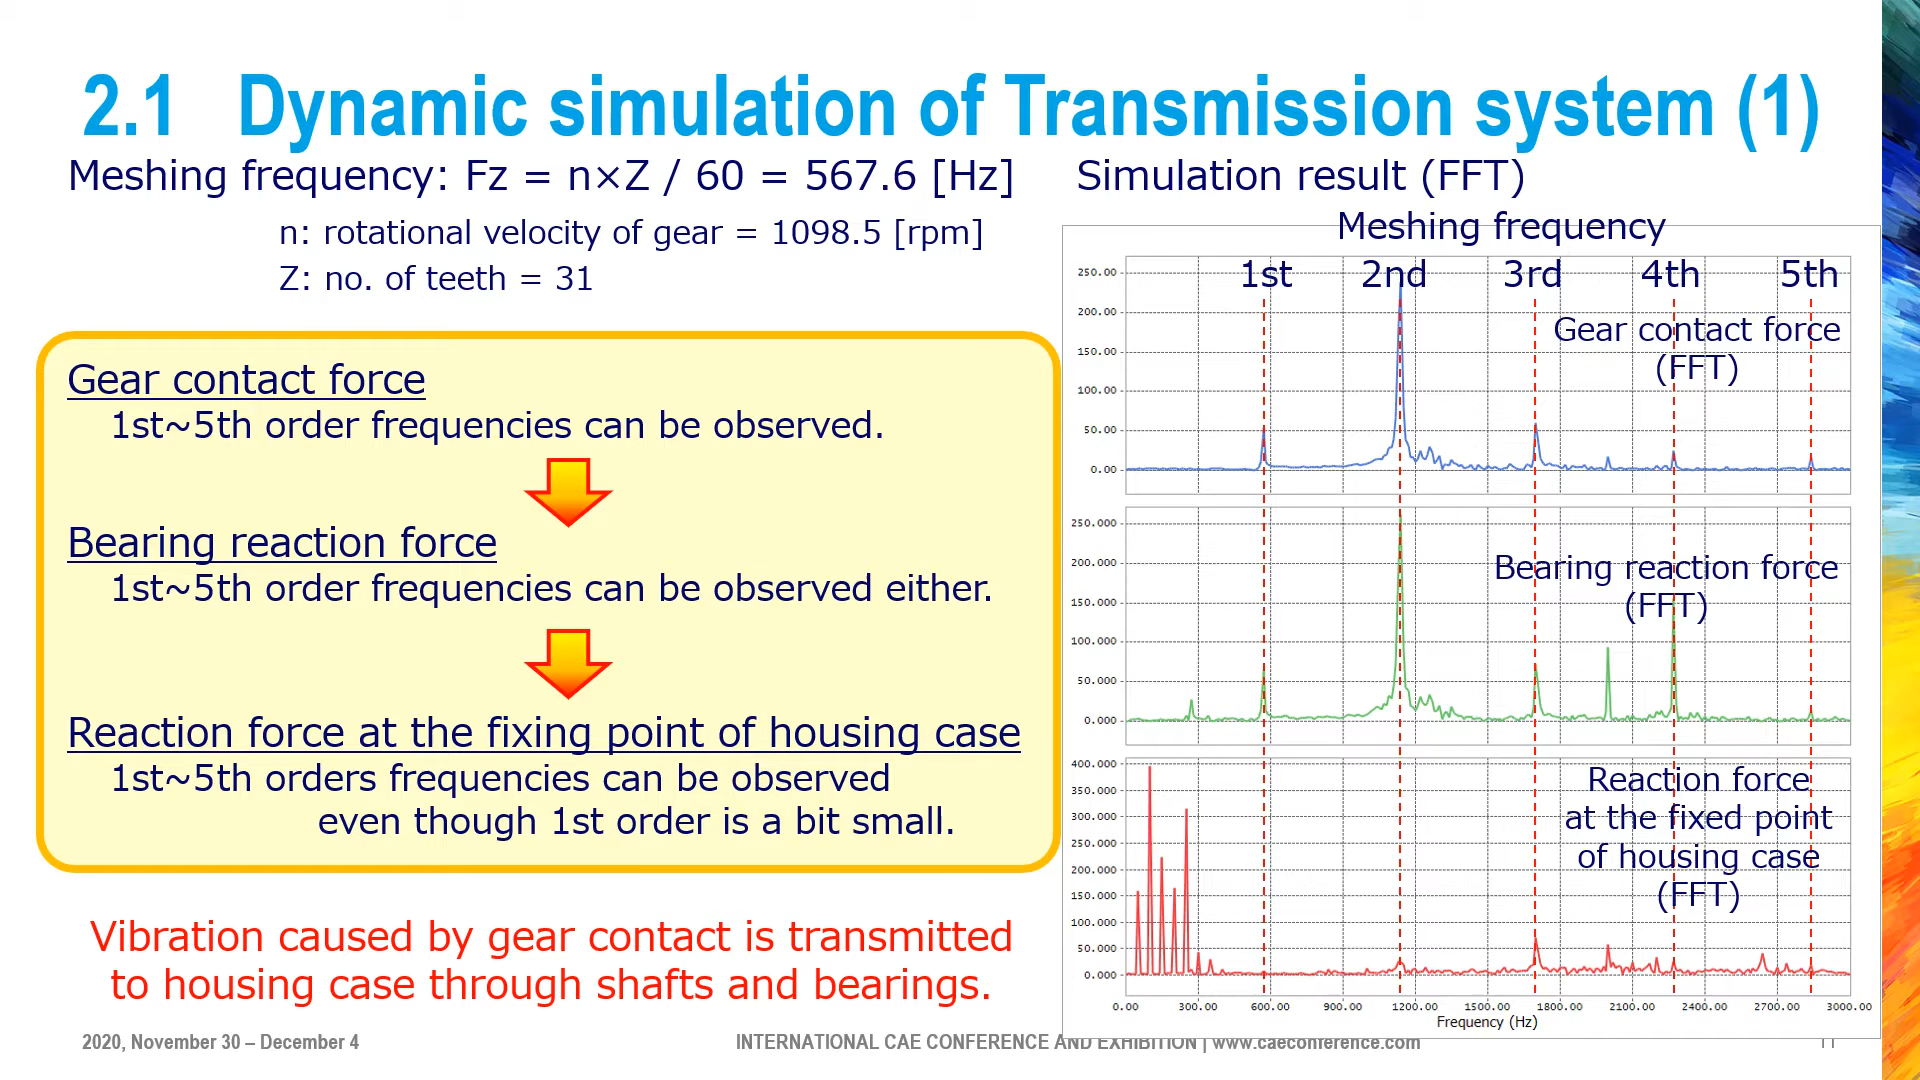 2.1 Dynamic simulation of Transmission system (1)
Meshing frequency: Fz = n×Z / 60 = 567.6 [Hz]
n: rotational velocity of gear = 1098.5 [rpm]
Z: no. of teeth = 31
Gear contact force
1st~5th order frequencies can be observed.
Bearing reaction force
1st~5th order frequencies can be observed either.
Reaction force at the fixing point of housing case
1st~5th orders frequencies can be observed
even though 1st order is a bit small.
Vibration caused by gear contact is transmitted
to housing case through shafts and bearings.
Simulation result (FFT)
Meshing frequency
1st 2nd 3rd 4th 5th
Gear contact force
(FFT)
250.00
200.00
150.00
100.00
50.00
0.00
Bearing reaction force
(FFT)
250.000
200.000
150.000
100.000
50.000
0.000
Reaction force
at the fixed point
of housing case
(FFT)
400.000
350.000
300.000
250.000
200.000
150.000
100.000
50.000
0.000
0.00 300.00 600.00 900.00 1200.00 1500.00 1800.00 2100.00 2400.00 2700.00 3000.00
Frequency (Hz)
2020, November 30 – December 4
INTERNATIONAL CAE CONFERENCE AND EXHIBITION | www.caeconference.com
11